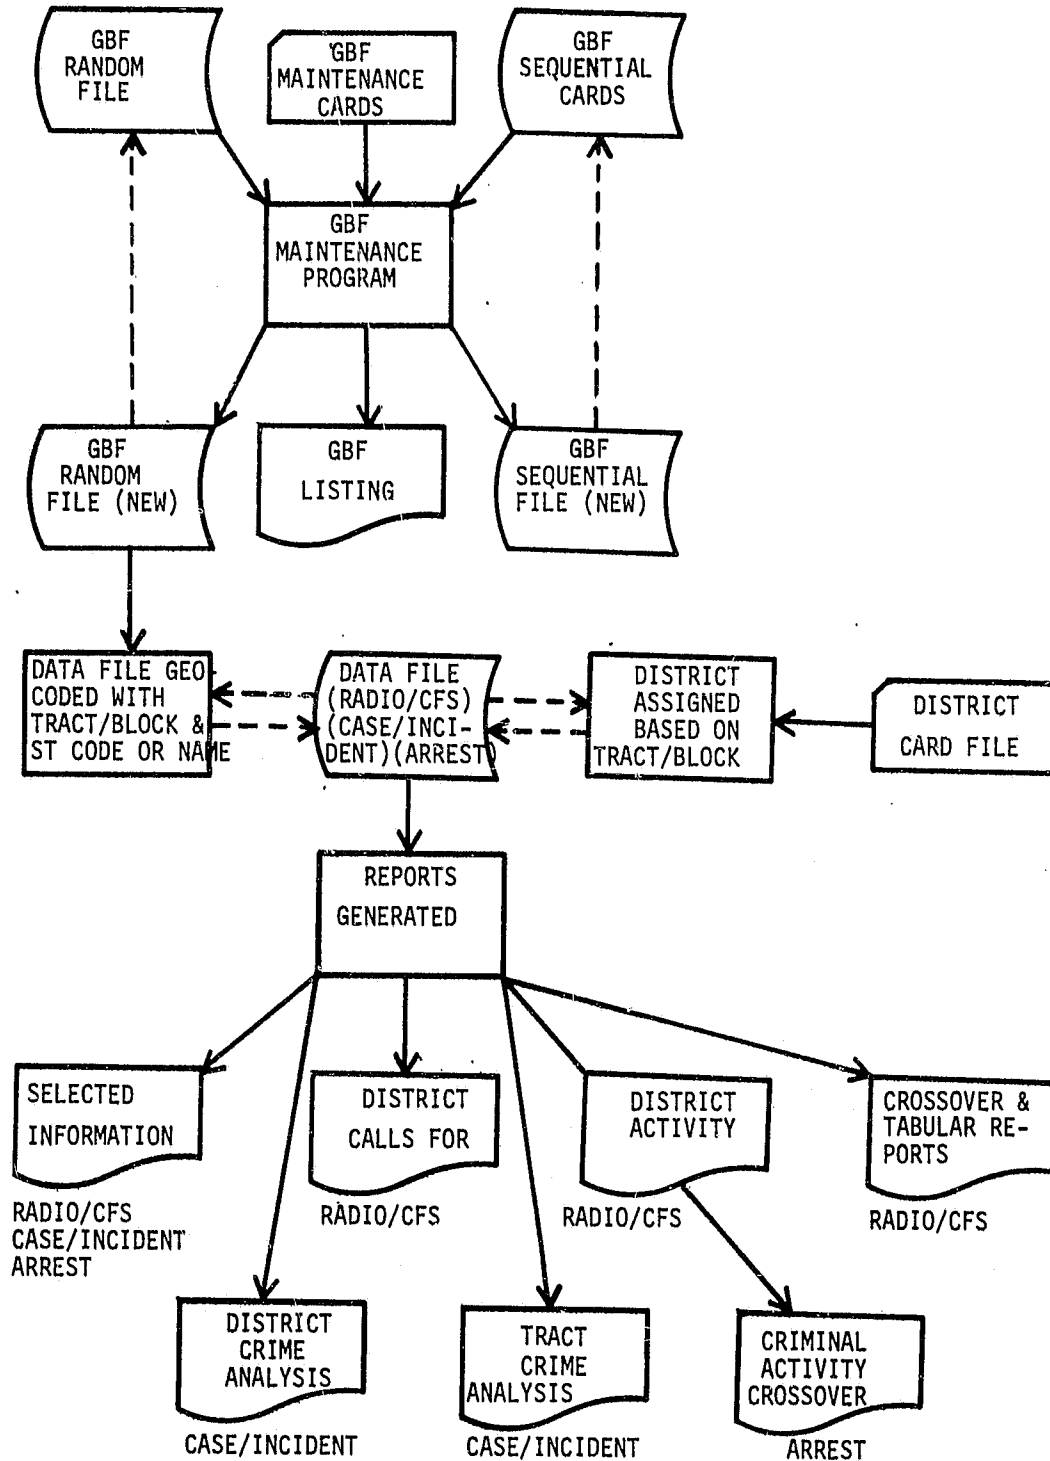 GBF
RANDOM
FILE
GBF
MAINTENANCE
CARDS
GBF
SEQUENTIAL
CARDS
GBF
MAINTENANCE
PROGRAM
GBF
RANDOM
FILE (NEW)
GBF
LISTING
GBF
SEQUENTIAL
FILE (NEW)
DATA FILE GEO-
CODED WITH
TRACT/BLOCK &
ST CODE OR NAME
DATA FILE
(RADIO/CFS)
(CASE/INCI-
DENT)(ARREST)
DISTRICT
ASSIGNED
BASED ON
TRACT/BLOCK
DISTRICT
CARD FILE
REPORTS
GENERATED
SELECTED
INFORMATION
RADIO/CFS
CASE/INCIDENT
ARREST
DISTRICT
CALLS FOR
RADIO/CFS
DISTRICT
ACTIVITY
RADIO/CFS
CROSSOVER &
TABULAR RE-
PORTS
RADIO/CFS
DISTRICT
CRIME
ANALYSIS
CASE/INCIDENT
TRACT
CRIME
ANALYSIS
CASE/INCIDENT
CRIMINAL
ACTIVITY
CROSSOVER
ARREST